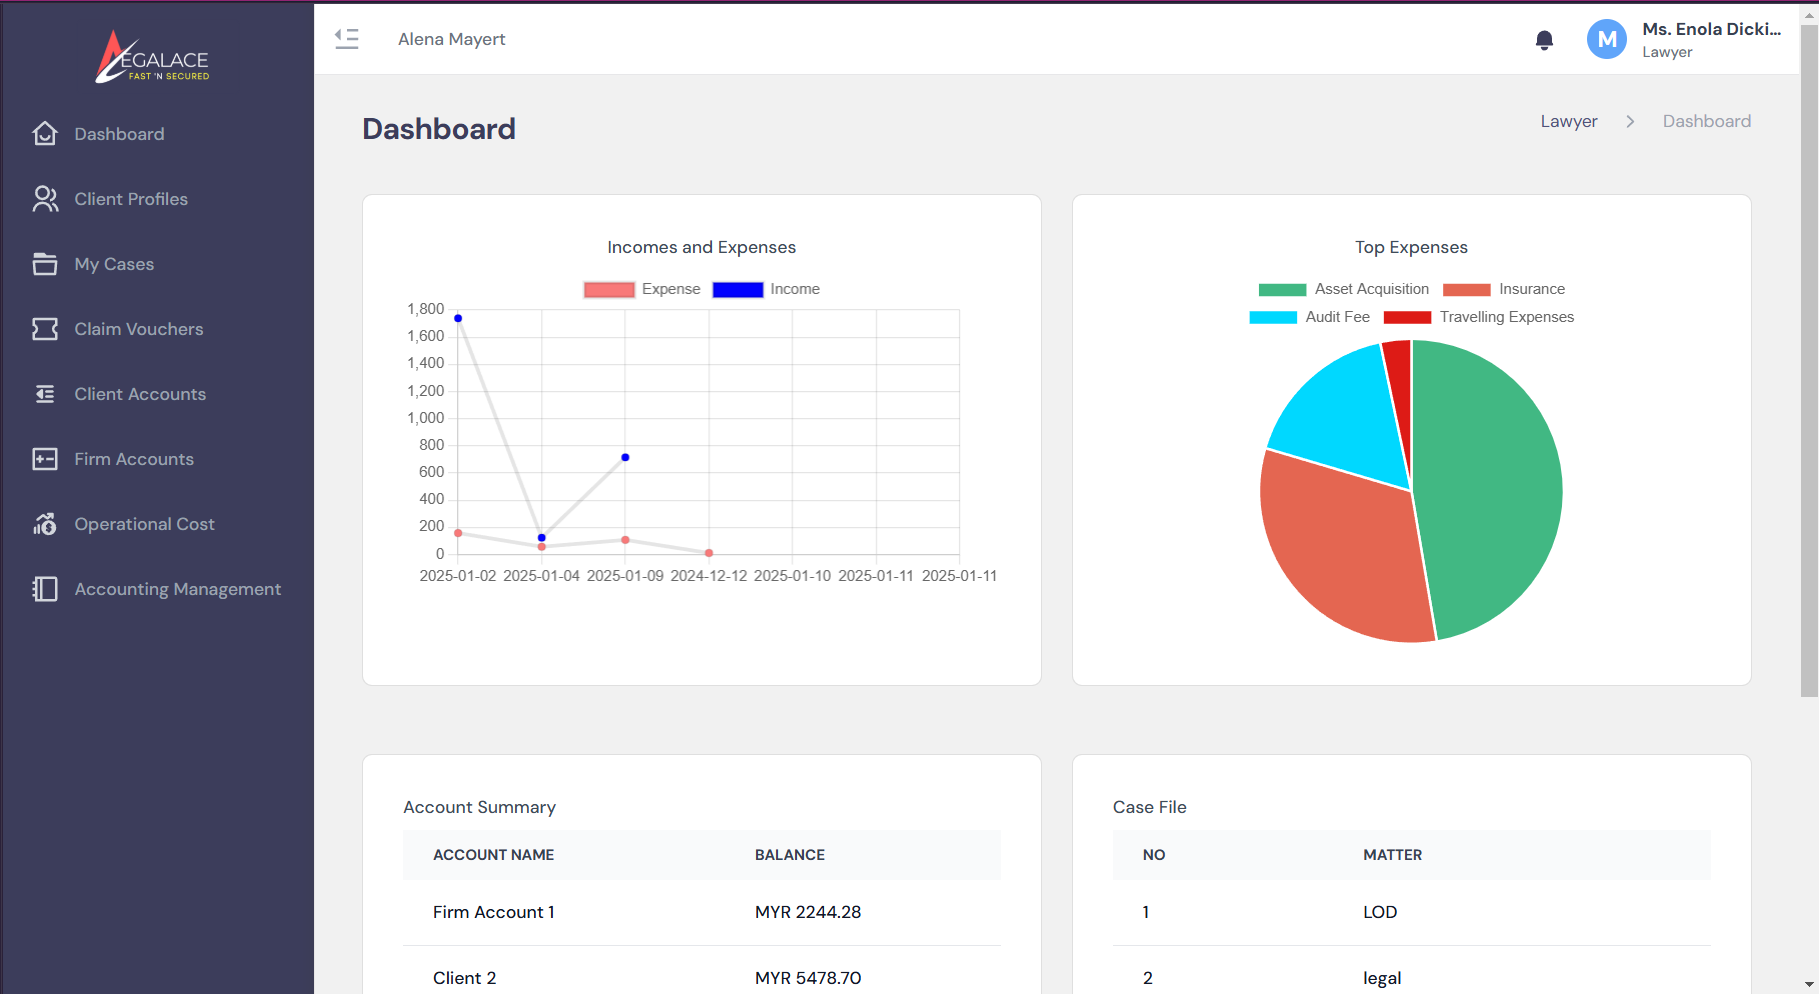 EGALACE
FAST 'N SECURED
Dashboard
Client Profiles
My Cases
Claim Vouchers
Client Accounts
Firm Accounts
Operational Cost
Accounting Management
Alena Mayert
M
Ms. Enola Dicki...
Lawyer
Dashboard
Lawyer > Dashboard
Incomes and Expenses
Expense Income
1,800
1,600
1,400
1,200
1,000
800
600
400
200
0
2025-01-02 2025-01-04 2025-01-09 2024-12-12 2025-01-10 2025-01-11 2025-01-11
Top Expenses
Asset Acquisition Insurance
Audit Fee Travelling Expenses
Account Summary
ACCOUNT NAME BALANCE
Firm Account 1 MYR 2244.28
Client 2 MYR 5478.70
Case File
NO MATTER
1 LOD
2 legal